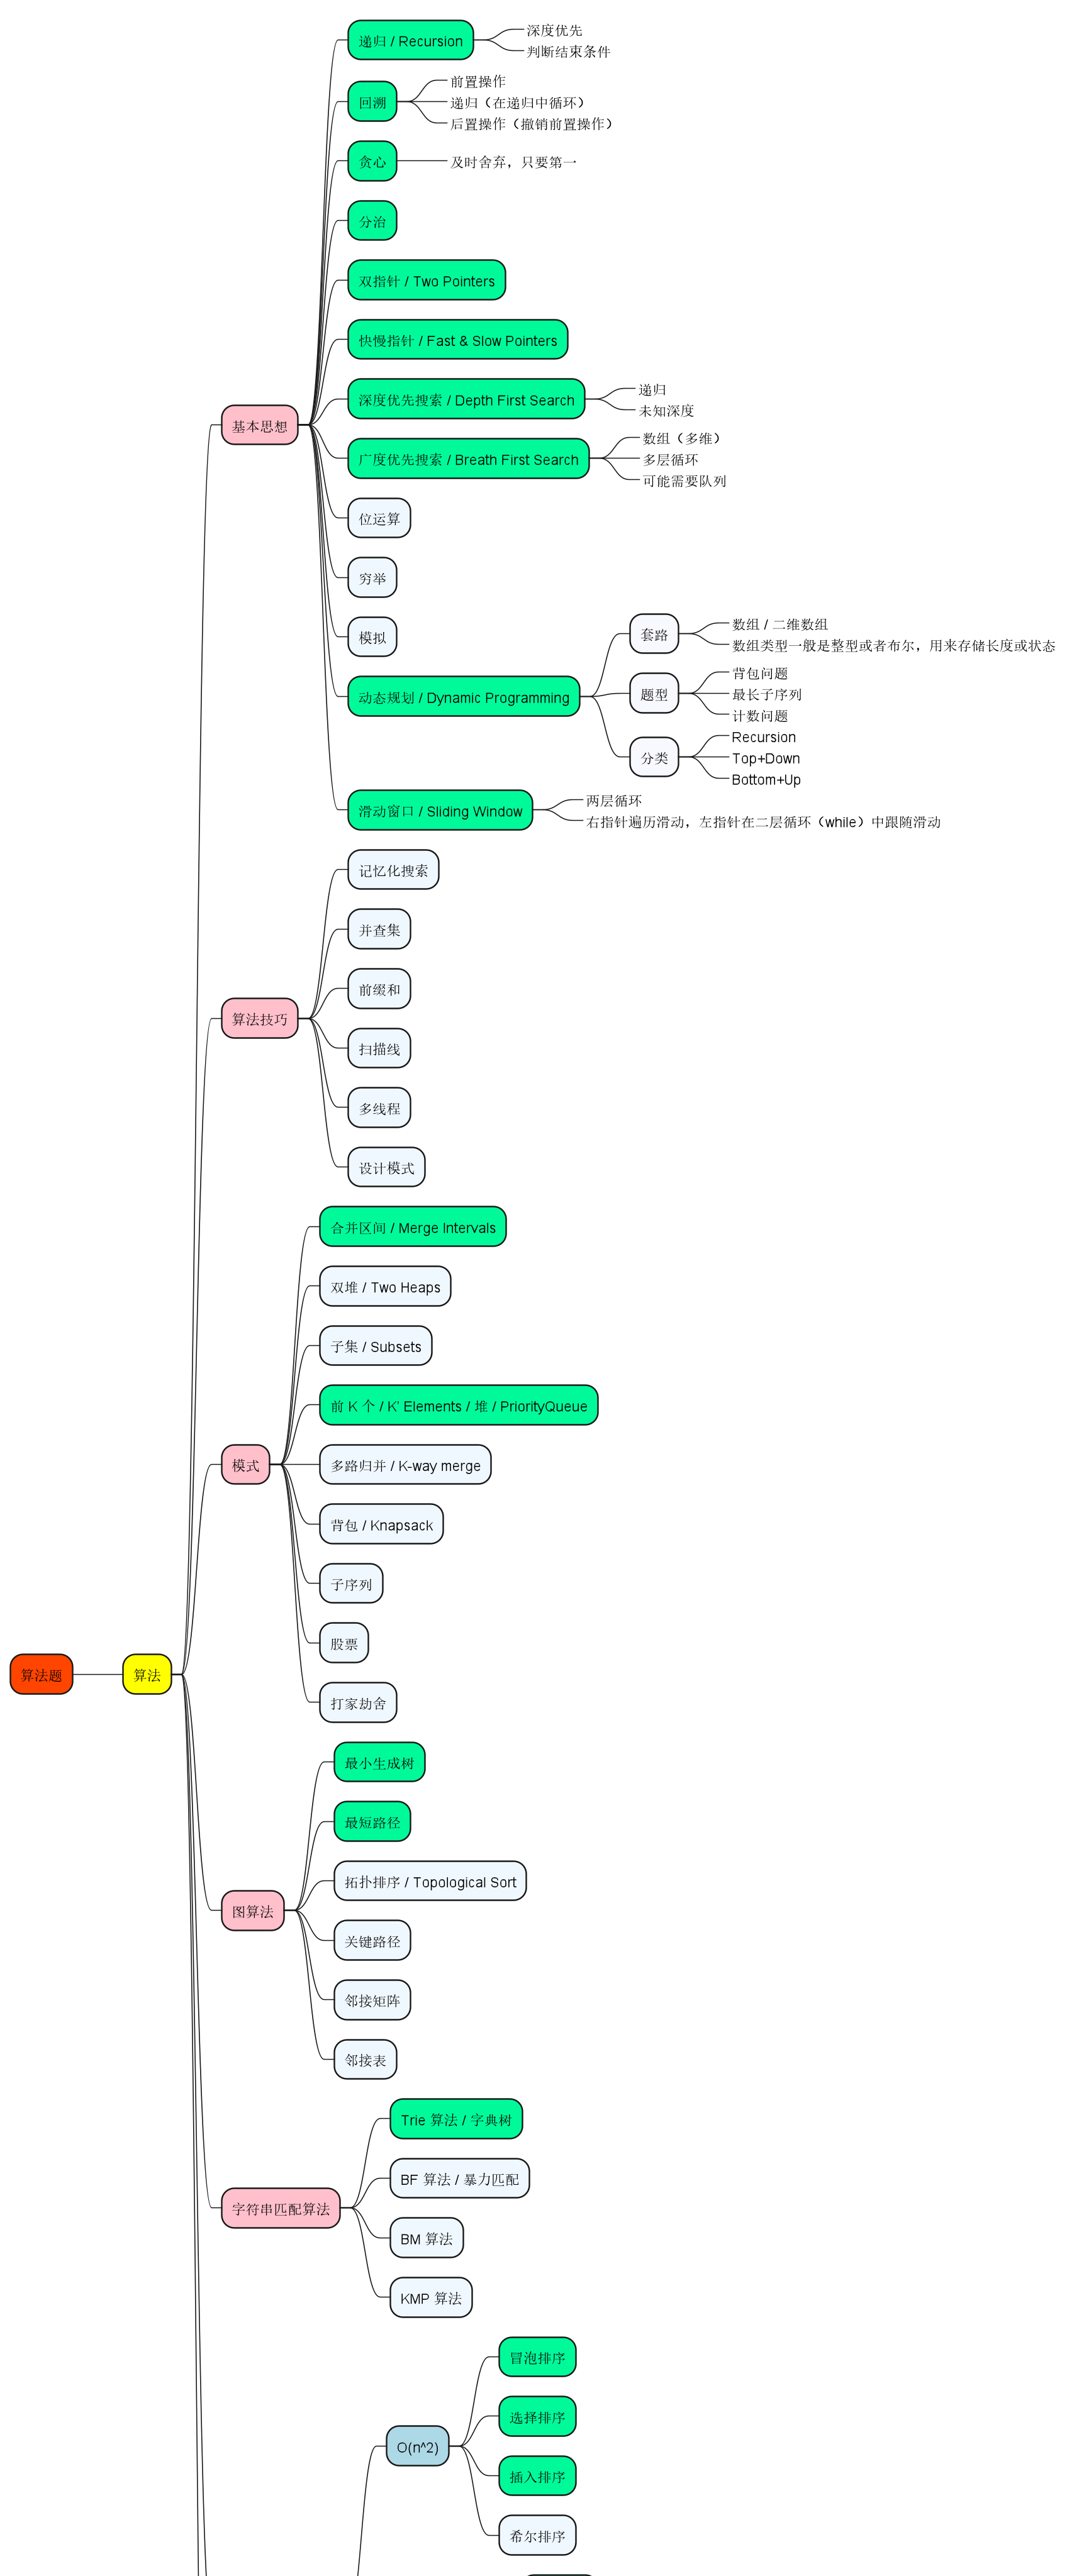 算法题
算法
基本思想
递归 / Recursion
深度优先
判断结束条件
回溯
前置操作
递归（在递归中循环）
后置操作（撤销前置操作）
贪心
及时舍弃，只要第一
分治
双指针 / Two Pointers
快慢指针 / Fast & Slow Pointers
深度优先搜索 / Depth First Search
递归
未知深度
广度优先搜索 / Breath First Search
数组（多维）
多层循环
可能需要队列
位运算
穷举
模拟
动态规划 / Dynamic Programming
套路
数组 / 二维数组
数组类型一般是整型或者布尔，用来存储长度或状态
题型
背包问题
最长子序列
计数问题
分类
Recursion
Top+Down
Bottom+Up
滑动窗口 / Sliding Window
两层循环
右指针遍历滑动，左指针在二层循环（while）中跟随滑动
算法技巧
记忆化搜索
并查集
前缀和
扫描线
多线程
设计模式
模式
合并区间 / Merge Intervals
双堆 / Two Heaps
子集 / Subsets
前 K 个 / K' Elements / 堆 / PriorityQueue
多路归并 / K-way merge
背包 / Knapsack
子序列
股票
打家劫舍
图算法
最小生成树
最短路径
拓扑排序 / Topological Sort
关键路径
邻接矩阵
邻接表
字符串匹配算法
Trie 算法 / 字典树
BF 算法 / 暴力匹配
BM 算法
KMP 算法
O(n^2)
冒泡排序
选择排序
插入排序
希尔排序